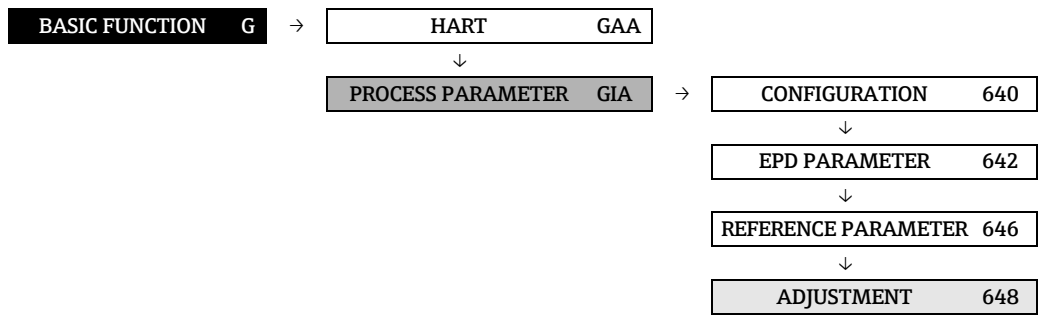 BASIC FUNCTION G → HART GAA
↓
PROCESS PARAMETER GIA → CONFIGURATION 640
↓
EPD PARAMETER 642
↓
REFERENCE PARAMETER 646
↓
ADJUSTMENT 648